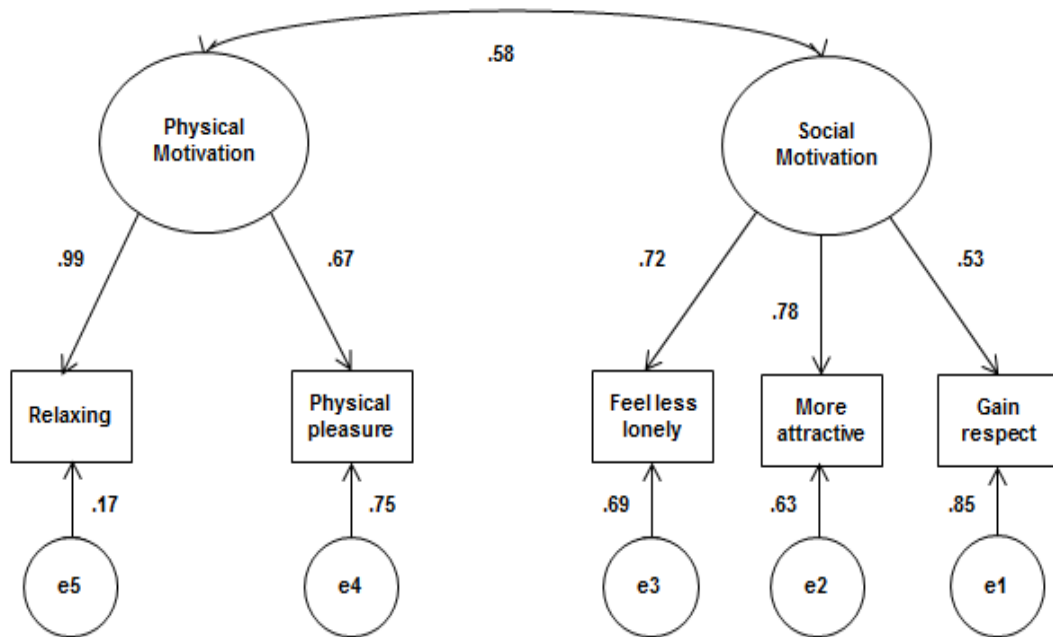 .58
Physical
Motivation
Social
Motivation
.99
.67
.72
.78
.53
Relaxing
Physical
pleasure
Feel less
lonely
More
attractive
Gain
respect
.17
.75
.69
.63
.85
e5
e4
e3
e2
e1